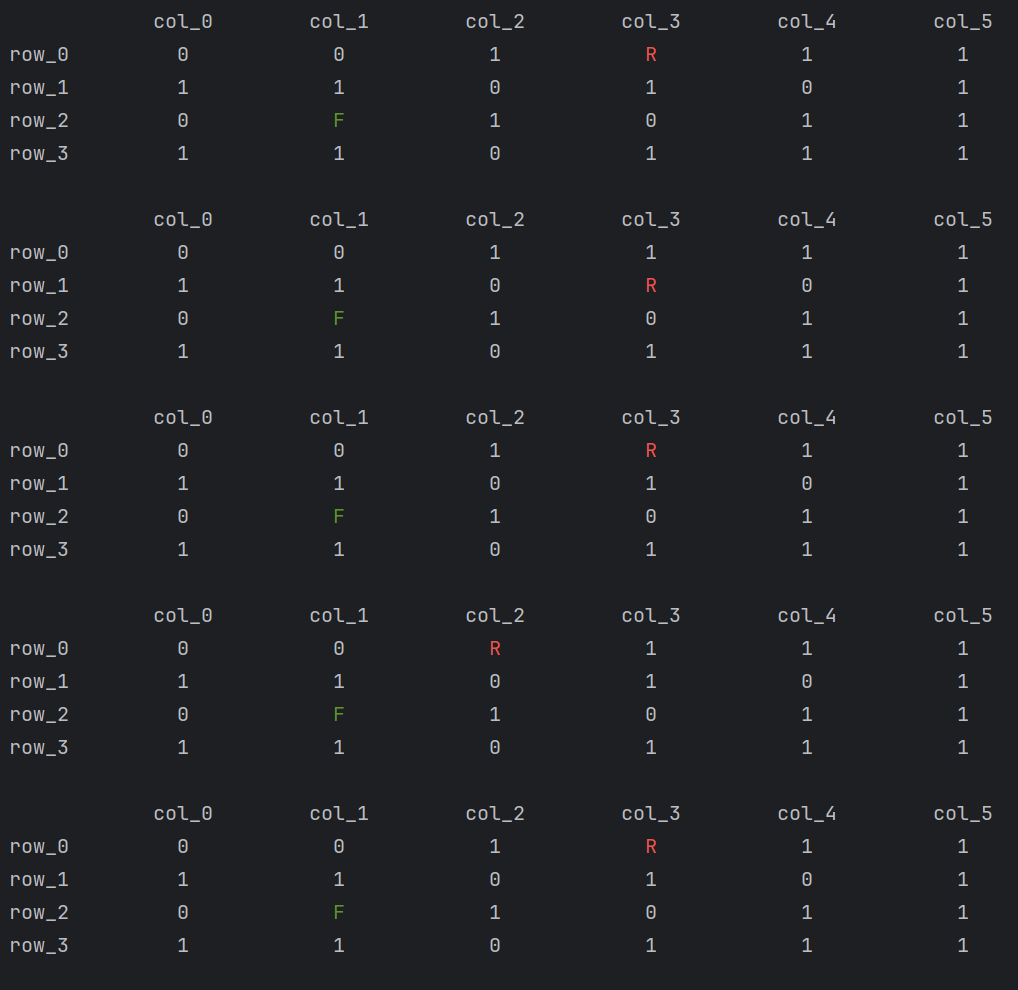 col_0 col_1 col_2 col_3 col_4 col_5
row_0 0 0 1 R 1 1
row_1 1 1 0 1 0 1
row_2 0 F 1 0 1 1
row_3 1 1 0 1 1 1
col_0 col_1 col_2 col_3 col_4 col_5
row_0 0 0 1 1 1 1
row_1 1 1 0 R 0 1
row_2 0 F 1 0 1 1
row_3 1 1 0 1 1 1
col_0 col_1 col_2 col_3 col_4 col_5
row_0 0 0 1 R 1 1
row_1 1 1 0 1 0 1
row_2 0 F 1 0 1 1
row_3 1 1 0 1 1 1
col_0 col_1 col_2 col_3 col_4 col_5
row_0 0 0 R 1 1 1
row_1 1 1 0 1 0 1
row_2 0 F 1 0 1 1
row_3 1 1 0 1 1 1
col_0 col_1 col_2 col_3 col_4 col_5
row_0 0 0 1 R 1 1
row_1 1 1 0 1 0 1
row_2 0 F 1 0 1 1
row_3 1 1 0 1 1 1